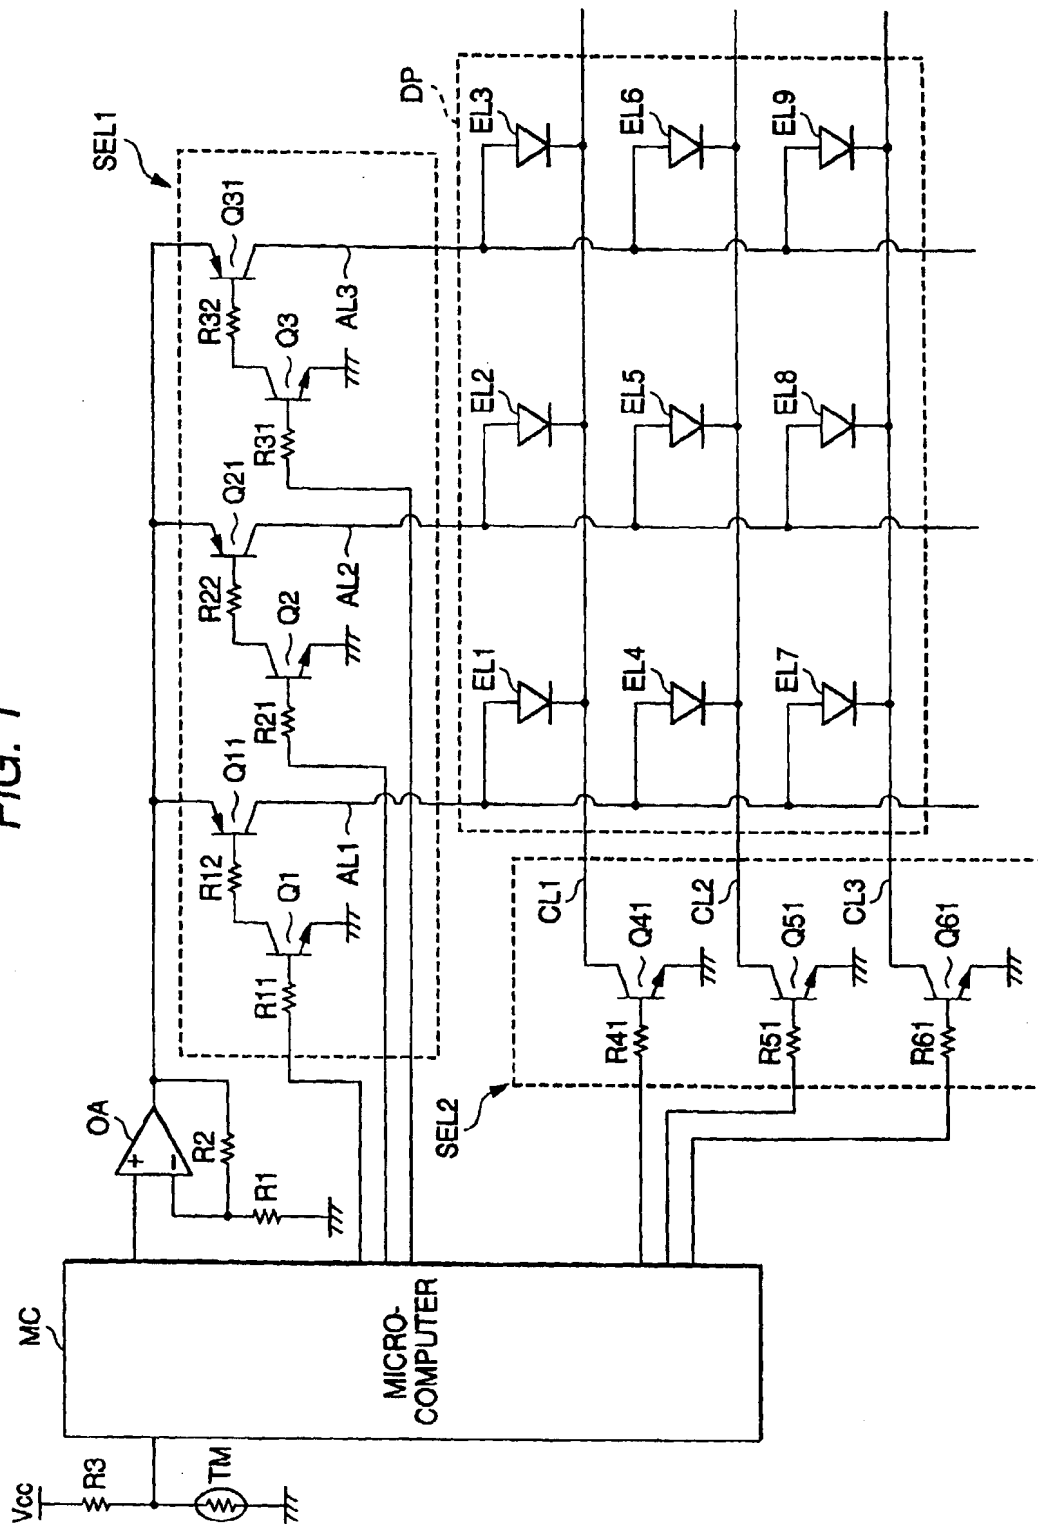 FIG. 1
SEL1
DP
OA
MC
Vcc
R3
TM
MICRO-
COMPUTER
+
−
R2
R1
R11
Q1
R12
Q11
AL1
R21
Q2
R22
Q21
AL2
R31
Q3
R32
Q31
AL3
EL1
EL2
EL3
EL4
EL5
EL6
EL7
EL8
EL9
SEL2
CL1
R41
Q41
CL2
R51
Q51
CL3
R61
Q61